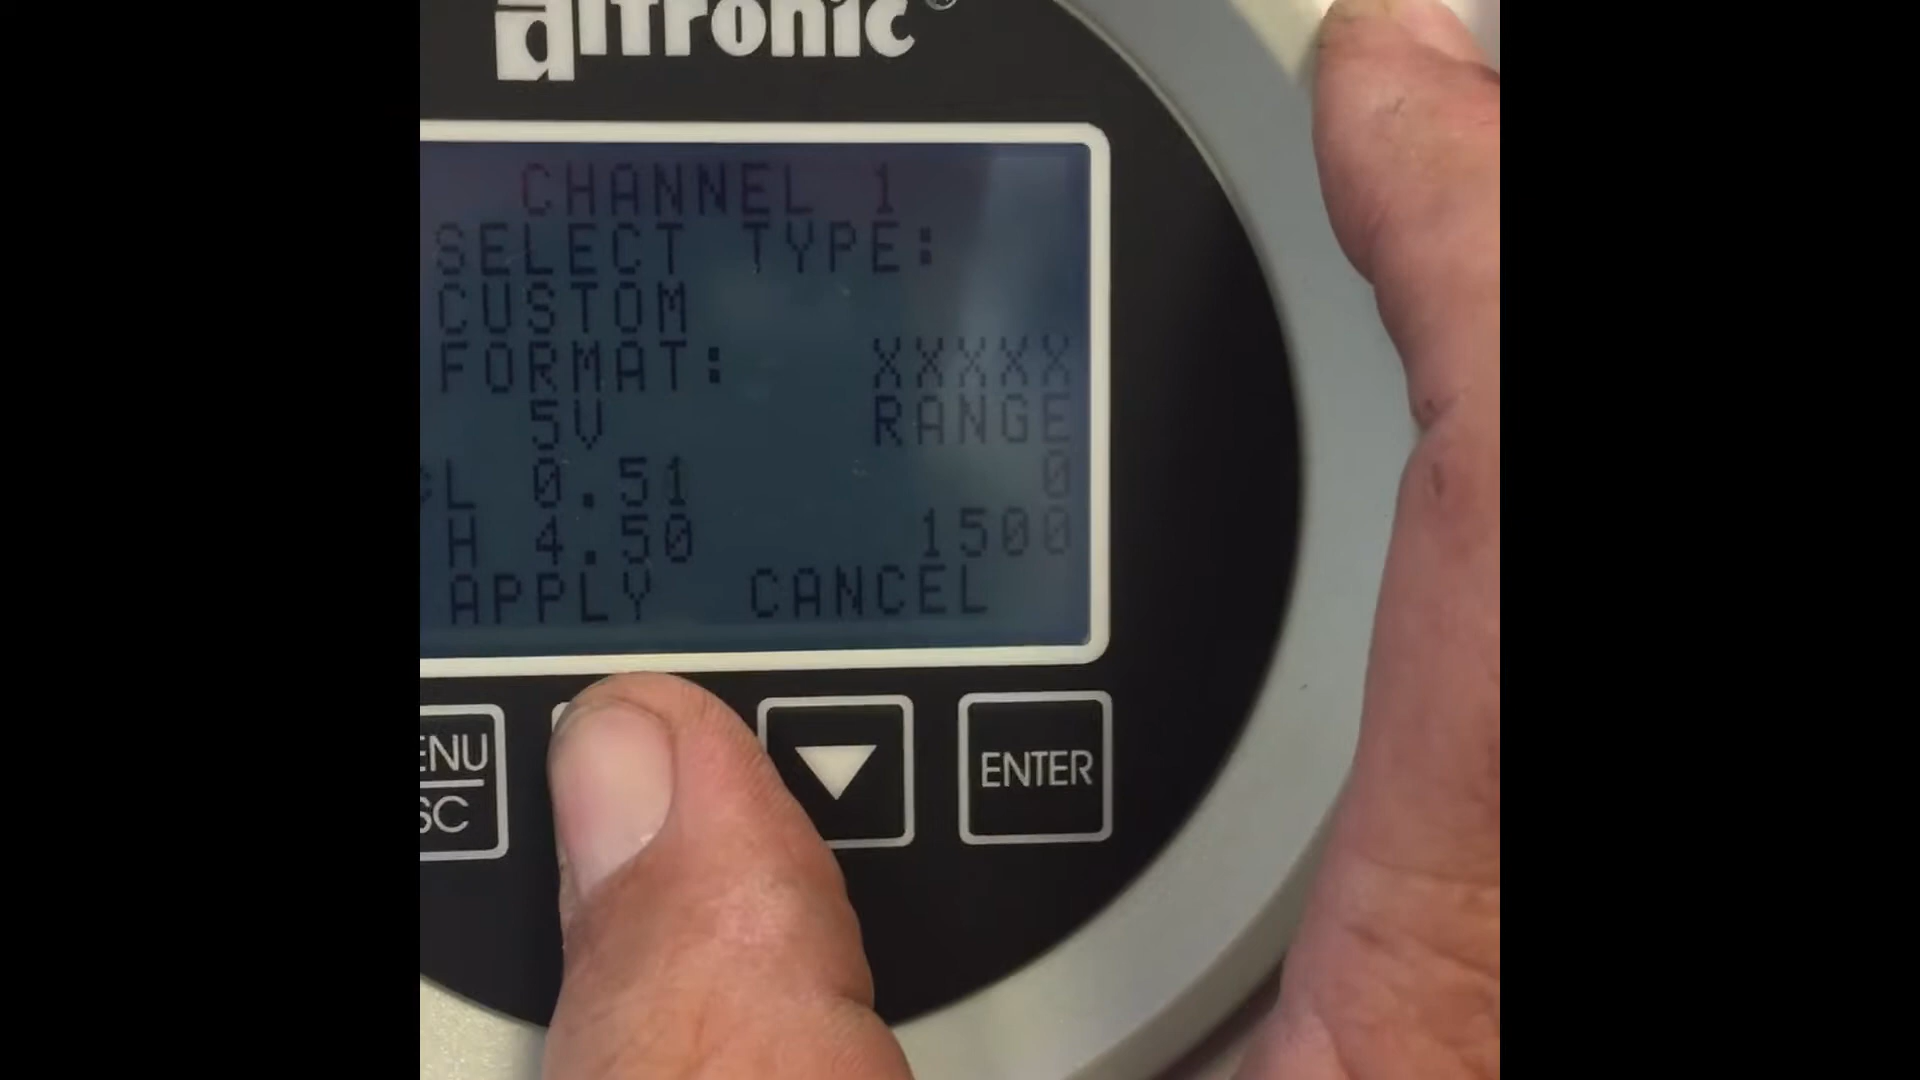 altronic®
CHANNEL 1
SELECT TYPE:
CUSTOM
FORMAT: XXXXX
5V RANGE
L 0.51 0
H 4.50 1500
APPLY CANCEL
ENU
SC
ENTER